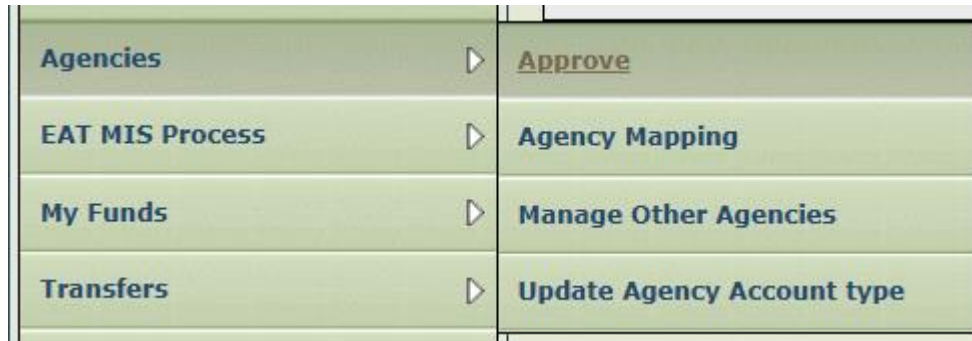 Agencies
EAT MIS Process
My Funds
Transfers
Approve
Agency Mapping
Manage Other Agencies
Update Agency Account type